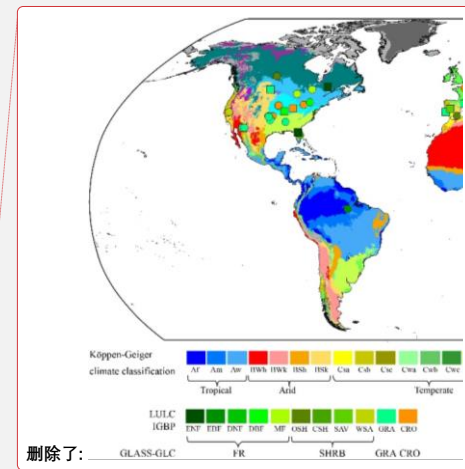 Köppen-Geiger
climate classification
Af Am Aw BWh BWk BSh BSk Csa Csb Csc Cwa Cwb Cwc
Tropical Arid Temperate
LULC
IGBP
ENF EBF DNF DBF MF OSH CSH SAV WSA GRA CRO
删除了:
GLASS-GLC FR SHRB GRA CRO